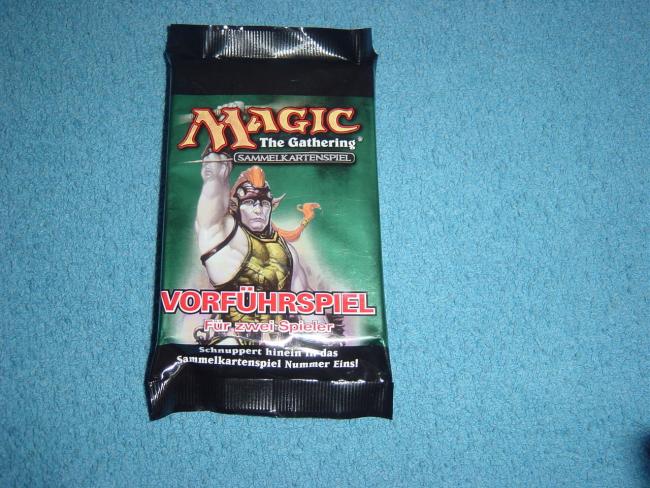 MAGIC
The Gathering®
SAMMELKARTENSPIEL
VORFÜHRSPIEL
Für zwei Spieler
Schnuppert hinein in das
Sammelkartenspiel Nummer Eins!